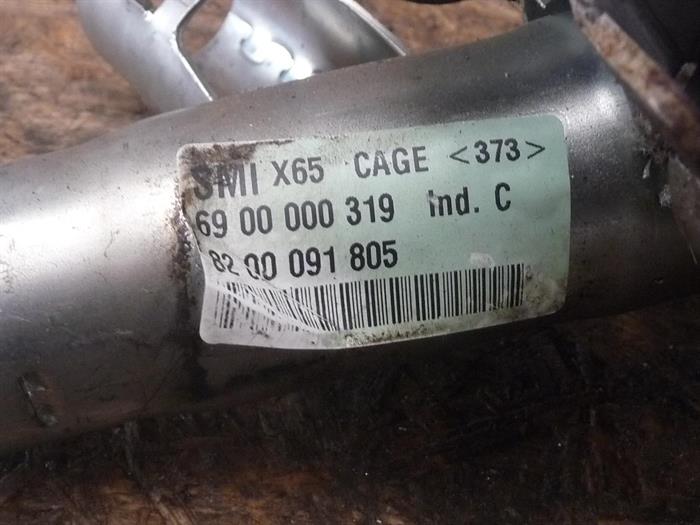 SMI X65 CAGE <373>
69 00 000 319 Ind. C
82 00 091 805